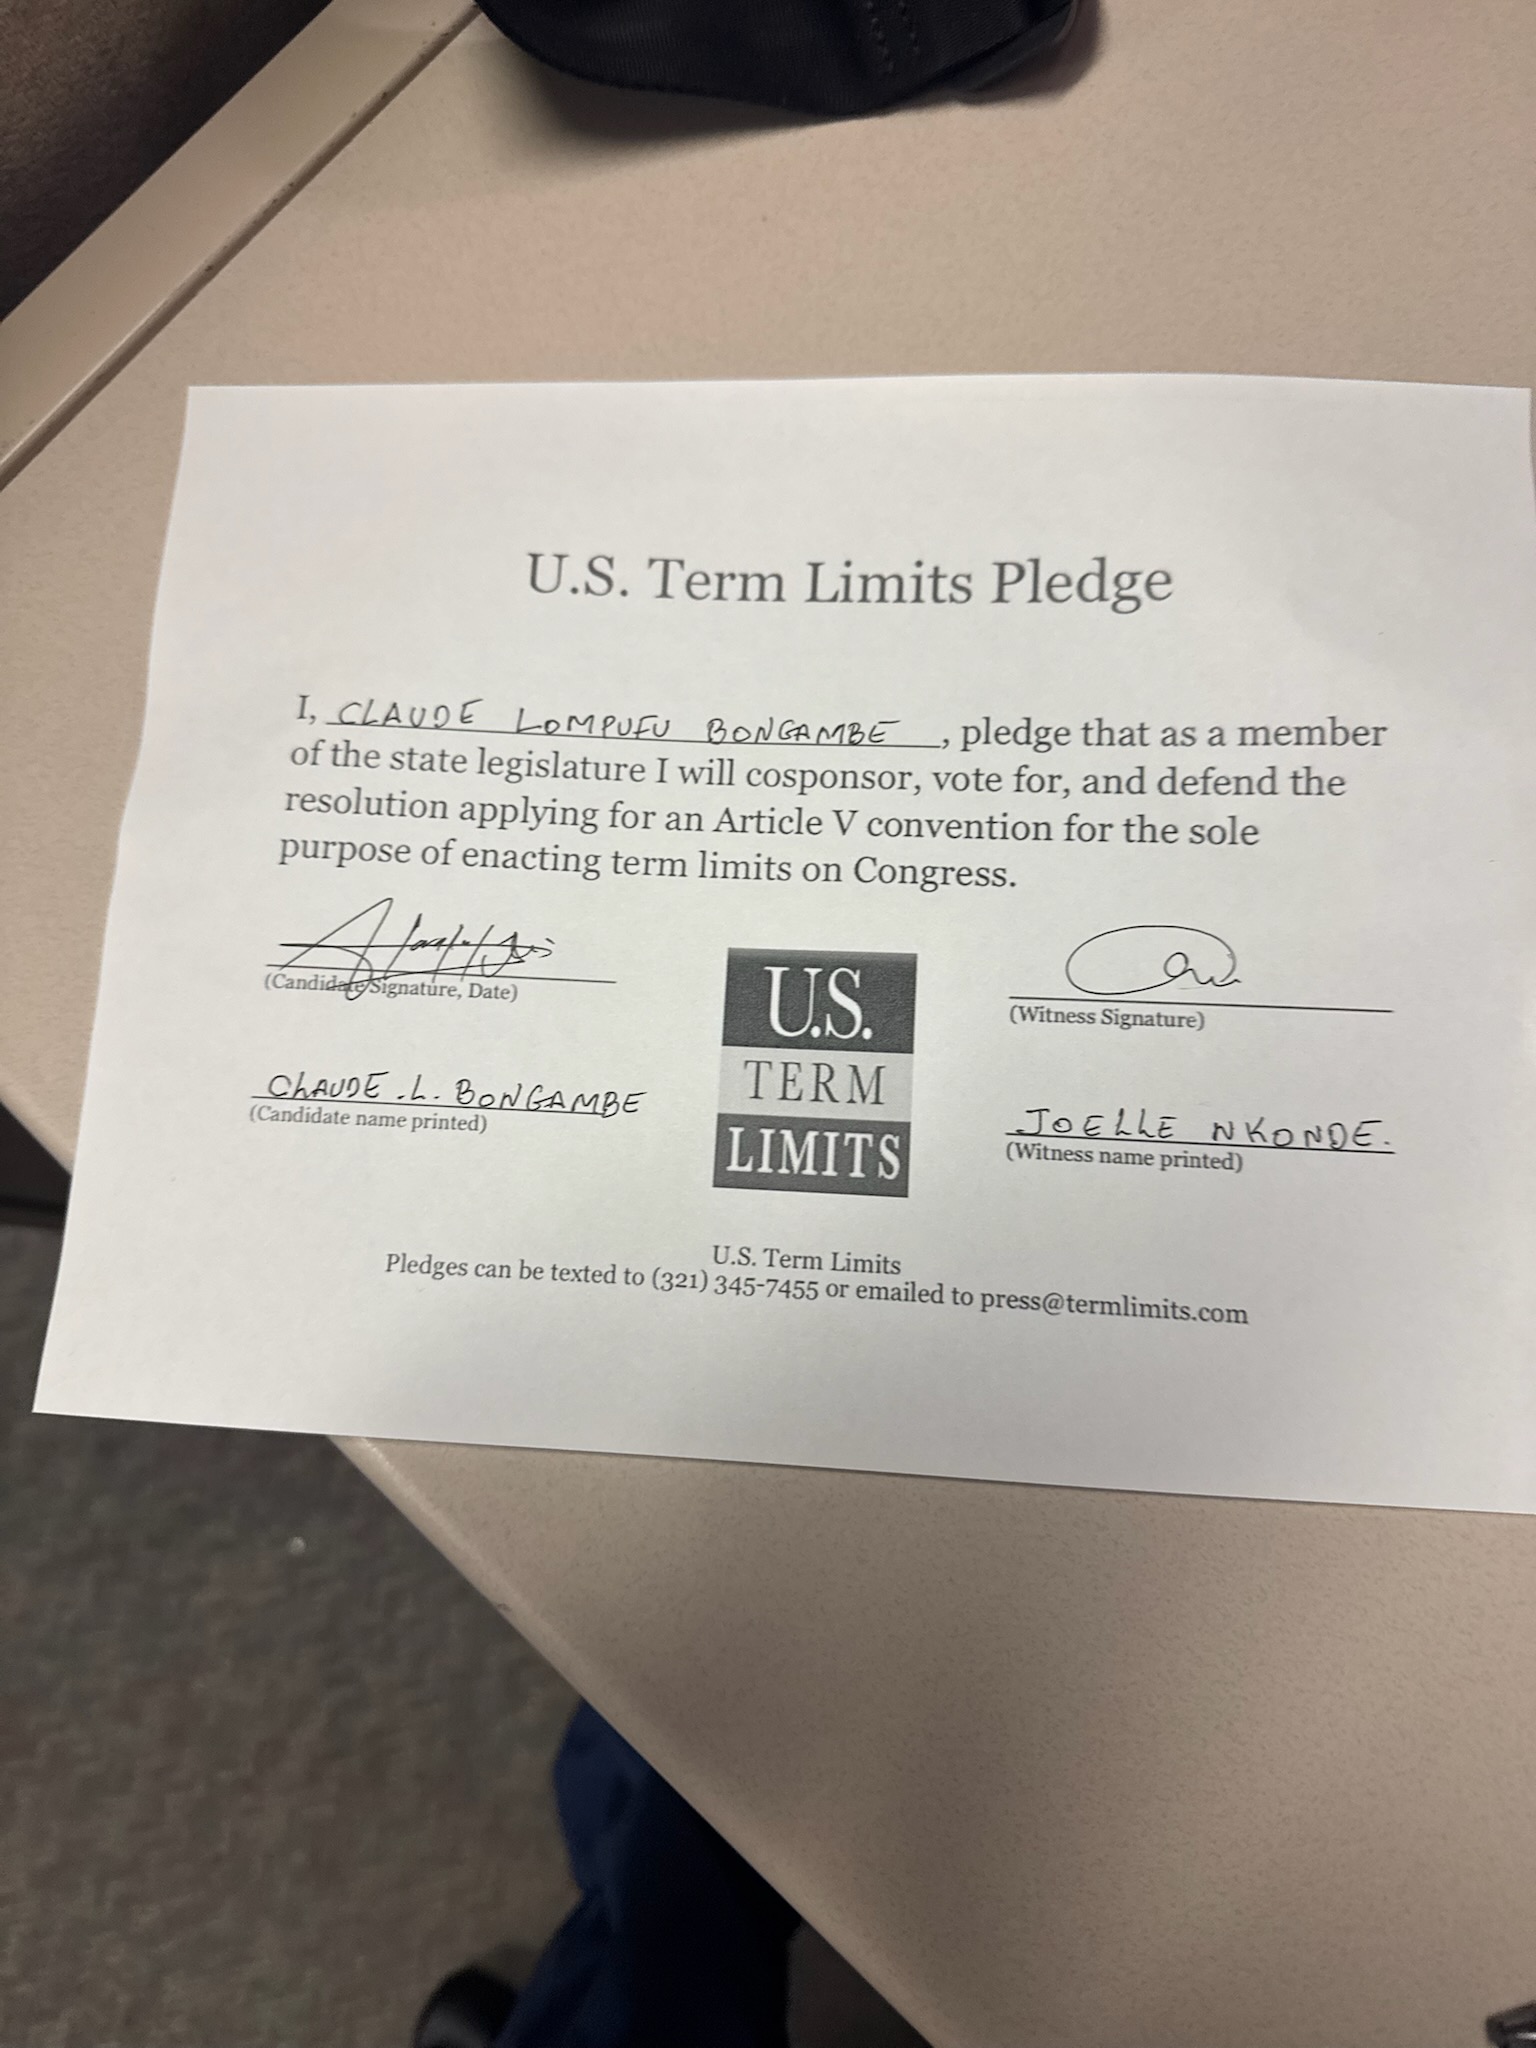 U.S. Term Limits Pledge
I, CLAUDE LOMPUFU BONGAMBE, pledge that as a member
of the state legislature I will cosponsor, vote for, and defend the
resolution applying for an Article V convention for the sole
purpose of enacting term limits on Congress.
(Candidate Signature, Date)
(Witness Signature)
CLAUDE .L. BONGAMBE
(Candidate name printed)
U.S.
TERM
LIMITS
JOELLE NKONDE.
(Witness name printed)
U.S. Term Limits
Pledges can be texted to (321) 345-7455 or emailed to press@termlimits.com